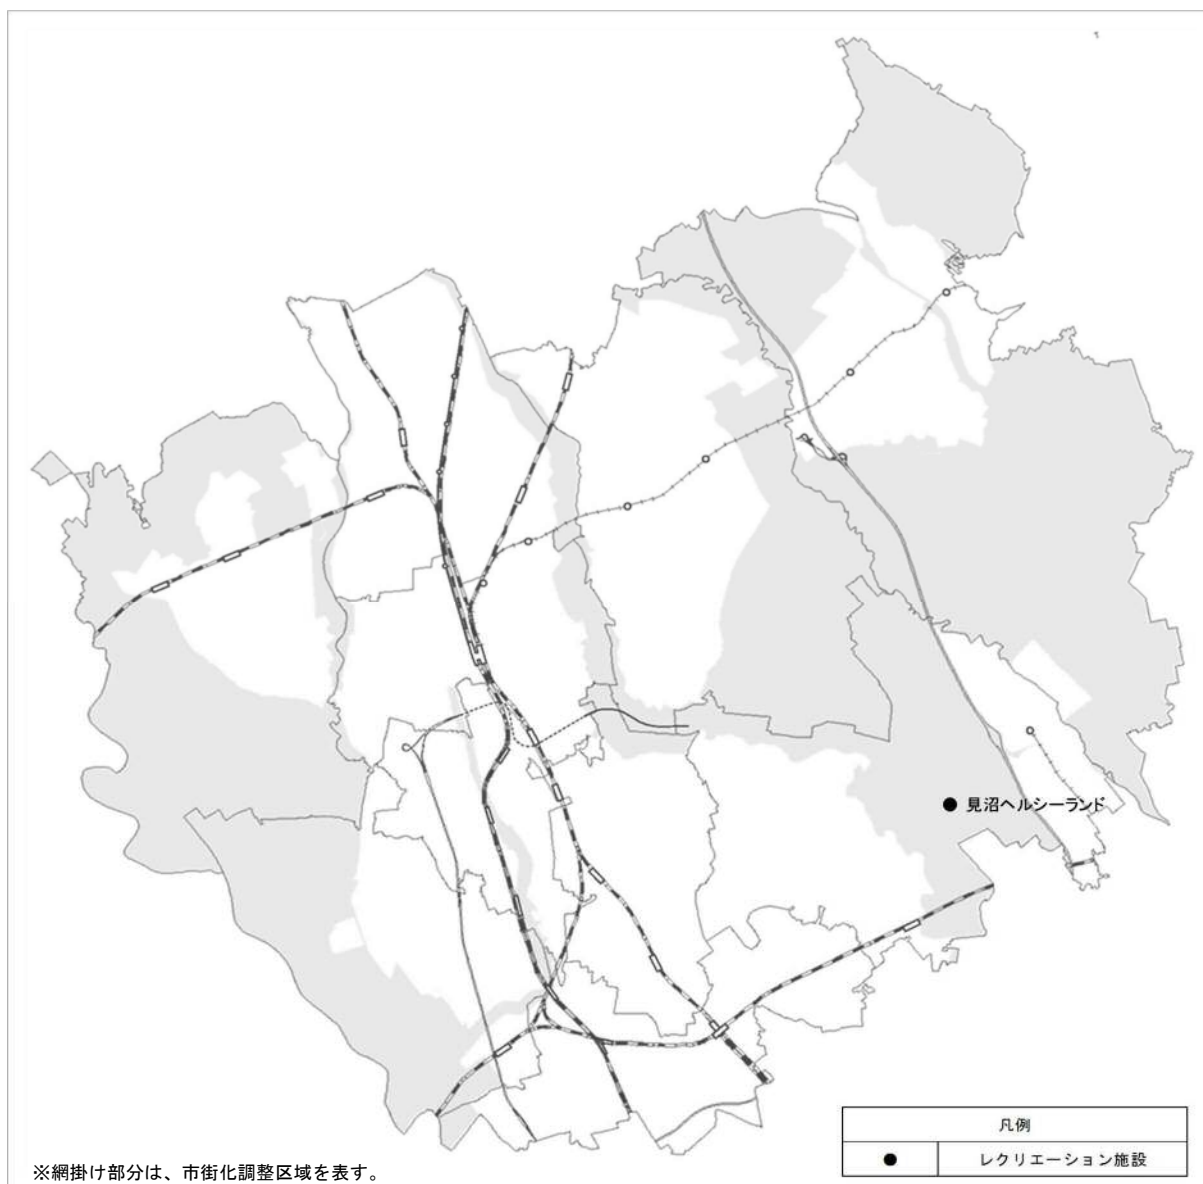 ● 見沼ヘルシーランド
凡例
● レクリエーション施設
※網掛け部分は、市街化調整区域を表す。